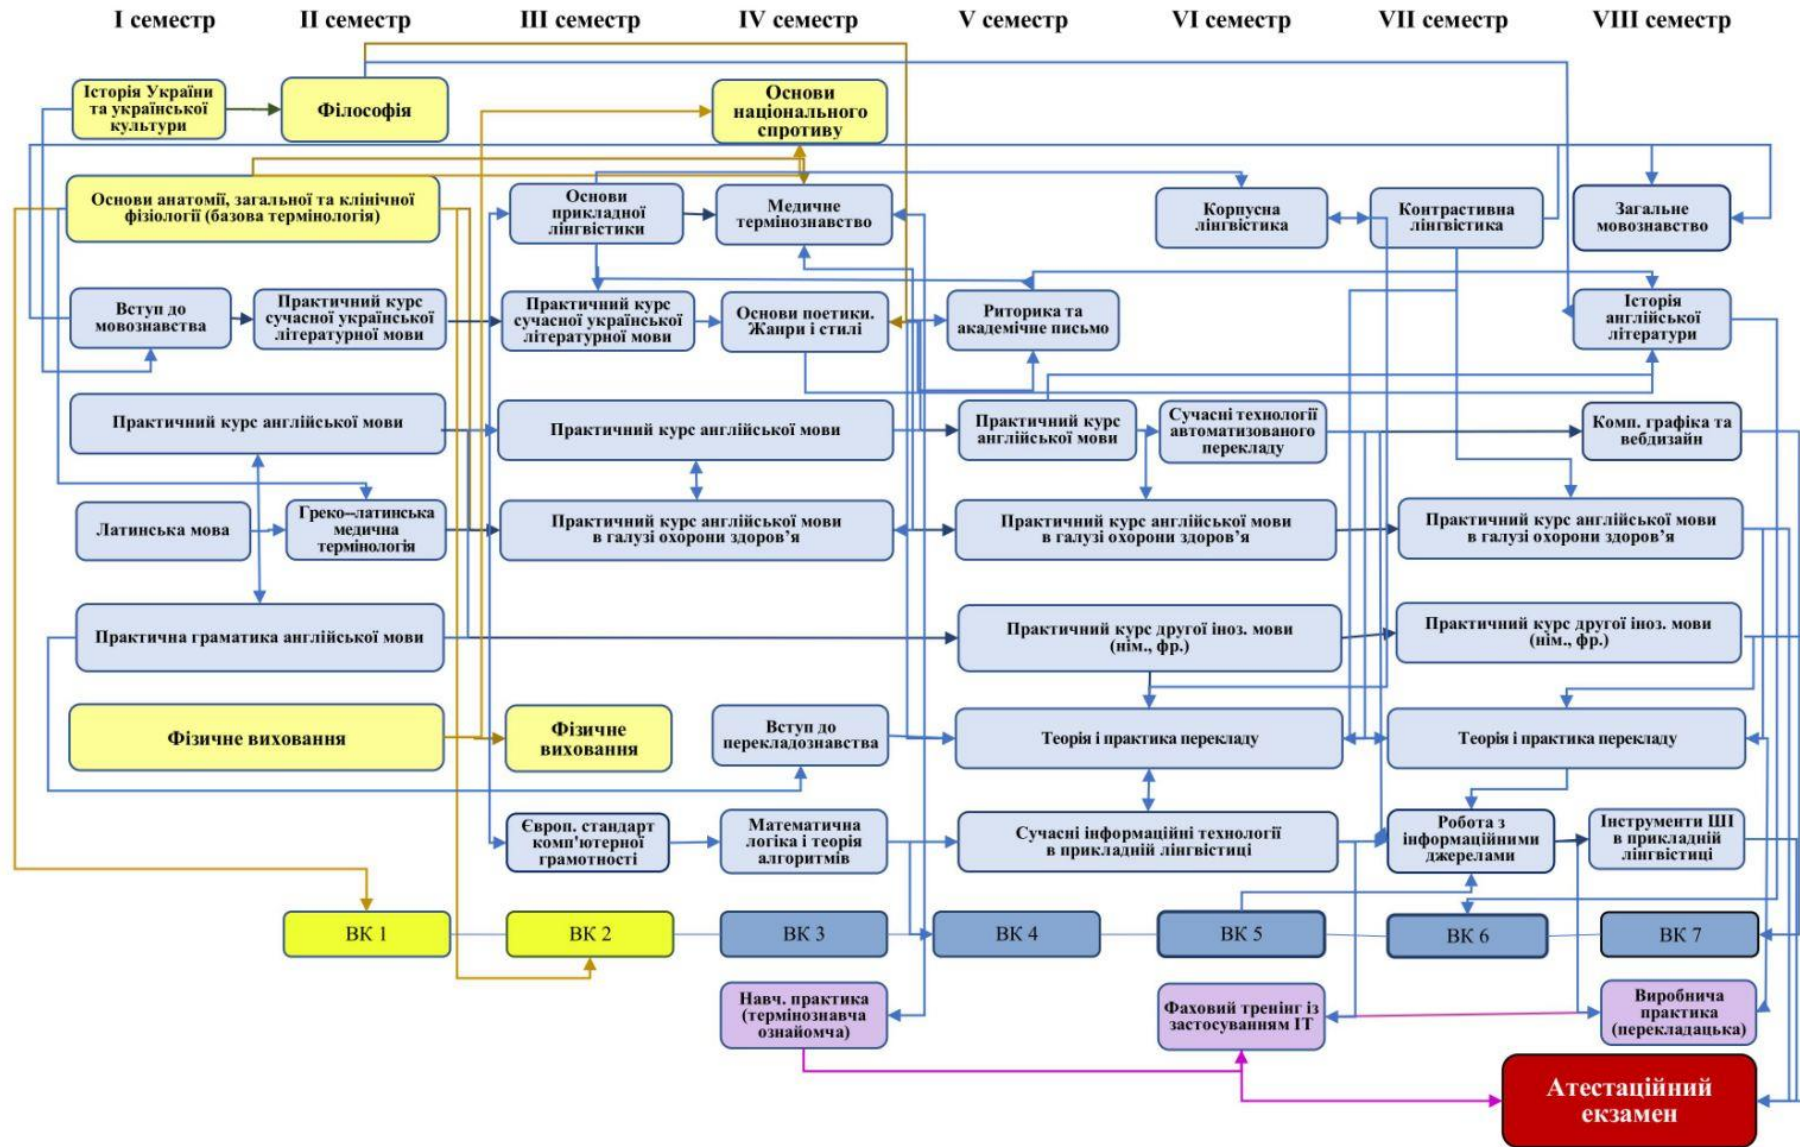 I семестр
II семестр
III семестр
IV семестр
V семестр
VI семестр
VII семестр
VIII семестр
Історія України
та української
культури
Філософія
Основи
національного
спротиву
Основи анатомії, загальної та клінічної
фізіології (базова термінологія)
Основи
прикладної
лінгвістики
Медичне
термінознавство
Корпусна
лінгвістика
Контрастивна
лінгвістика
Загальне
мовознавство
Вступ до
мовознавства
Практичний курс
сучасної української
літературної мови
Практичний курс
сучасної української
літературної мови
Основи поетики.
Жанри і стилі
Риторика та
академічне письмо
Історія
англійської
літератури
Практичний курс англійської мови
Практичний курс англійської мови
Практичний курс
англійської мови
Сучасні технології
автоматизованого
перекладу
Комп. графіка та
вебдизайн
Латинська мова
Греко–латинська
медична
термінологія
Практичний курс англійської мови
в галузі охорони здоров’я
Практичний курс англійської мови
в галузі охорони здоров’я
Практичний курс англійської мови
в галузі охорони здоров’я
Практична граматика англійської мови
Практичний курс другої іноз. мови
(нім., фр.)
Практичний курс другої іноз. мови
(нім., фр.)
Фізичне виховання
Фізичне
виховання
Вступ до
перекладознавства
Теорія і практика перекладу
Теорія і практика перекладу
Європ. стандарт
комп'ютерної
грамотності
Математична
логіка і теорія
алгоритмів
Сучасні інформаційні технології
в прикладній лінгвістиці
Робота з
інформаційними
джерелами
Інструменти ШІ
в прикладній
лінгвістиці
ВК 1
ВК 2
ВК 3
ВК 4
ВК 5
ВК 6
ВК 7
Навч. практика
(термінознавча
ознайомча)
Фаховий тренінг із
застосуванням ІТ
Виробнича
практика
(перекладацька)
Атестаційний
екзамен